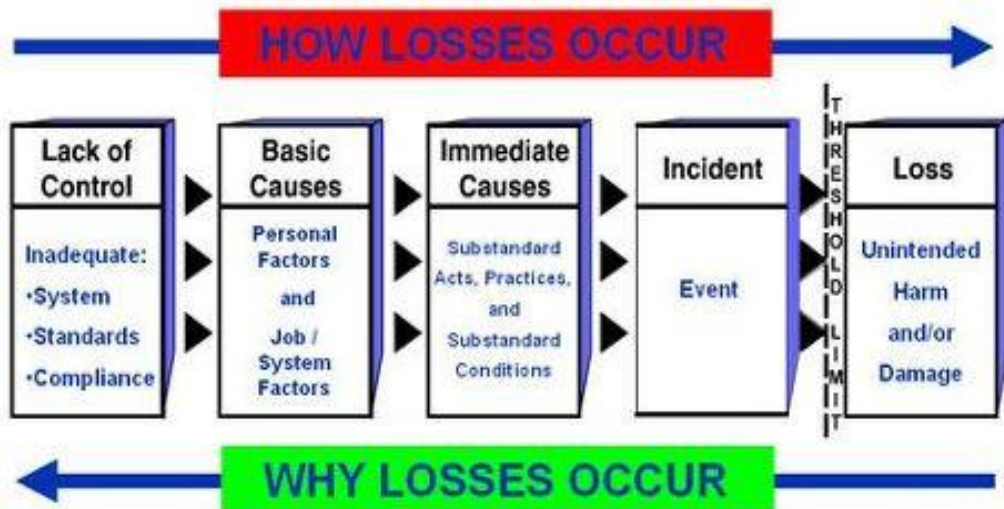 HOW LOSSES OCCUR
Lack of
Control
Inadequate:
•System
•Standards
•Compliance
Basic
Causes
Personal
Factors
and
Job /
System
Factors
Immediate
Causes
Substandard
Acts, Practices,
and
Substandard
Conditions
Incident
Event
THRESHOLD LIMIT
Loss
Unintended
Harm
and/or
Damage
WHY LOSSES OCCUR